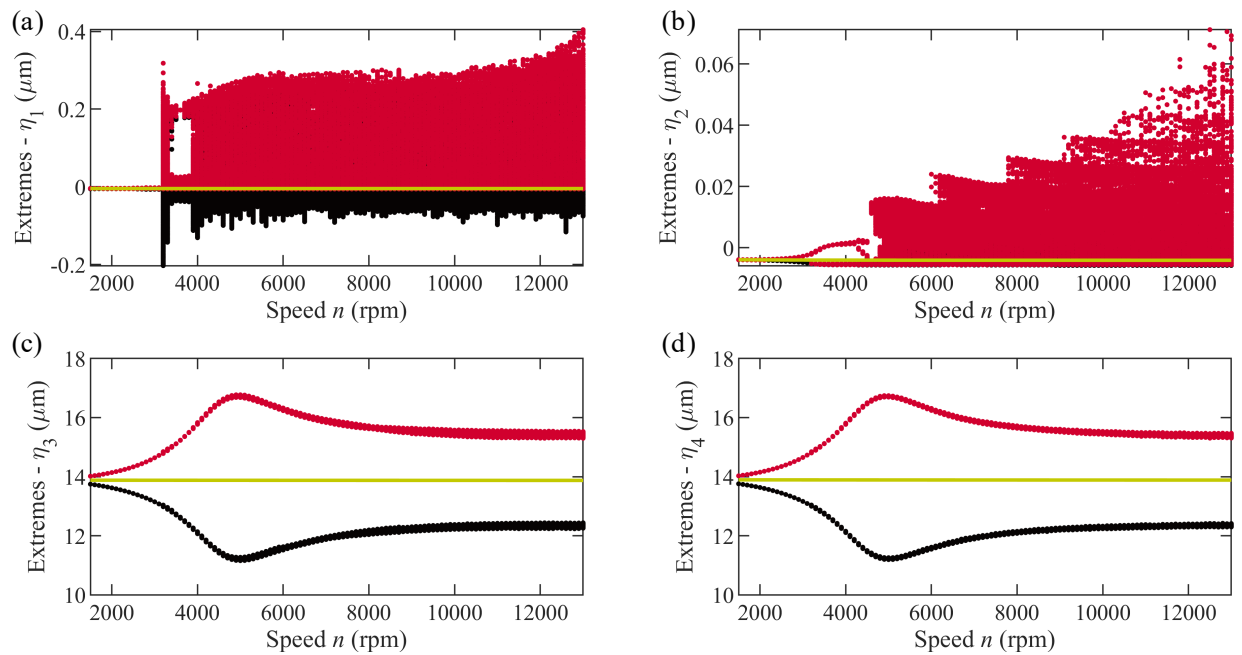 (a)
0.4
0.2
0
-0.2
Extremes - η1 (μm)
2000 4000 6000 8000 10000 12000
Speed n (rpm)
(b)
0.06
0.04
0.02
0
Extremes - η2 (μm)
2000 4000 6000 8000 10000 12000
Speed n (rpm)
(c)
18
16
14
12
10
Extremes - η3 (μm)
2000 4000 6000 8000 10000 12000
Speed n (rpm)
(d)
18
16
14
12
10
Extremes - η4 (μm)
2000 4000 6000 8000 10000 12000
Speed n (rpm)